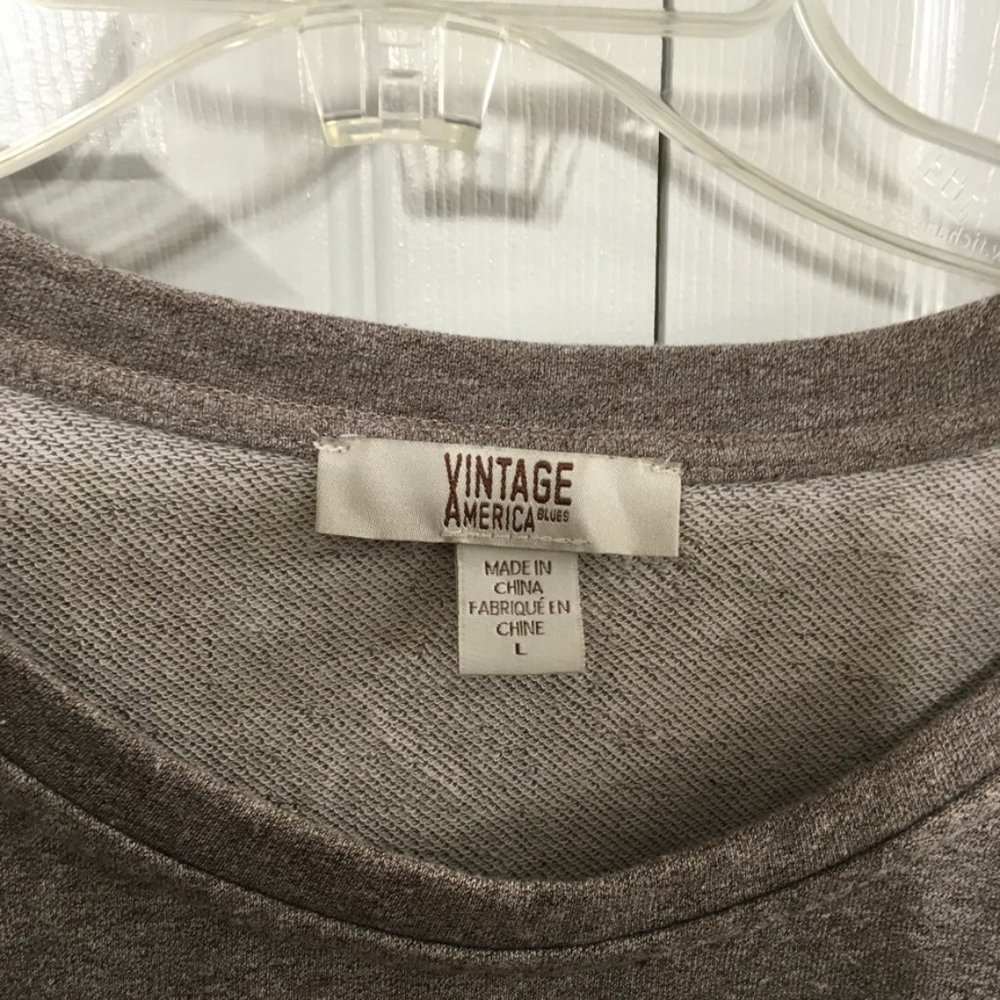 VINTAGE
AMERICA BLUES
MADE IN
CHINA
FABRIQUÉ EN
CHINE
L